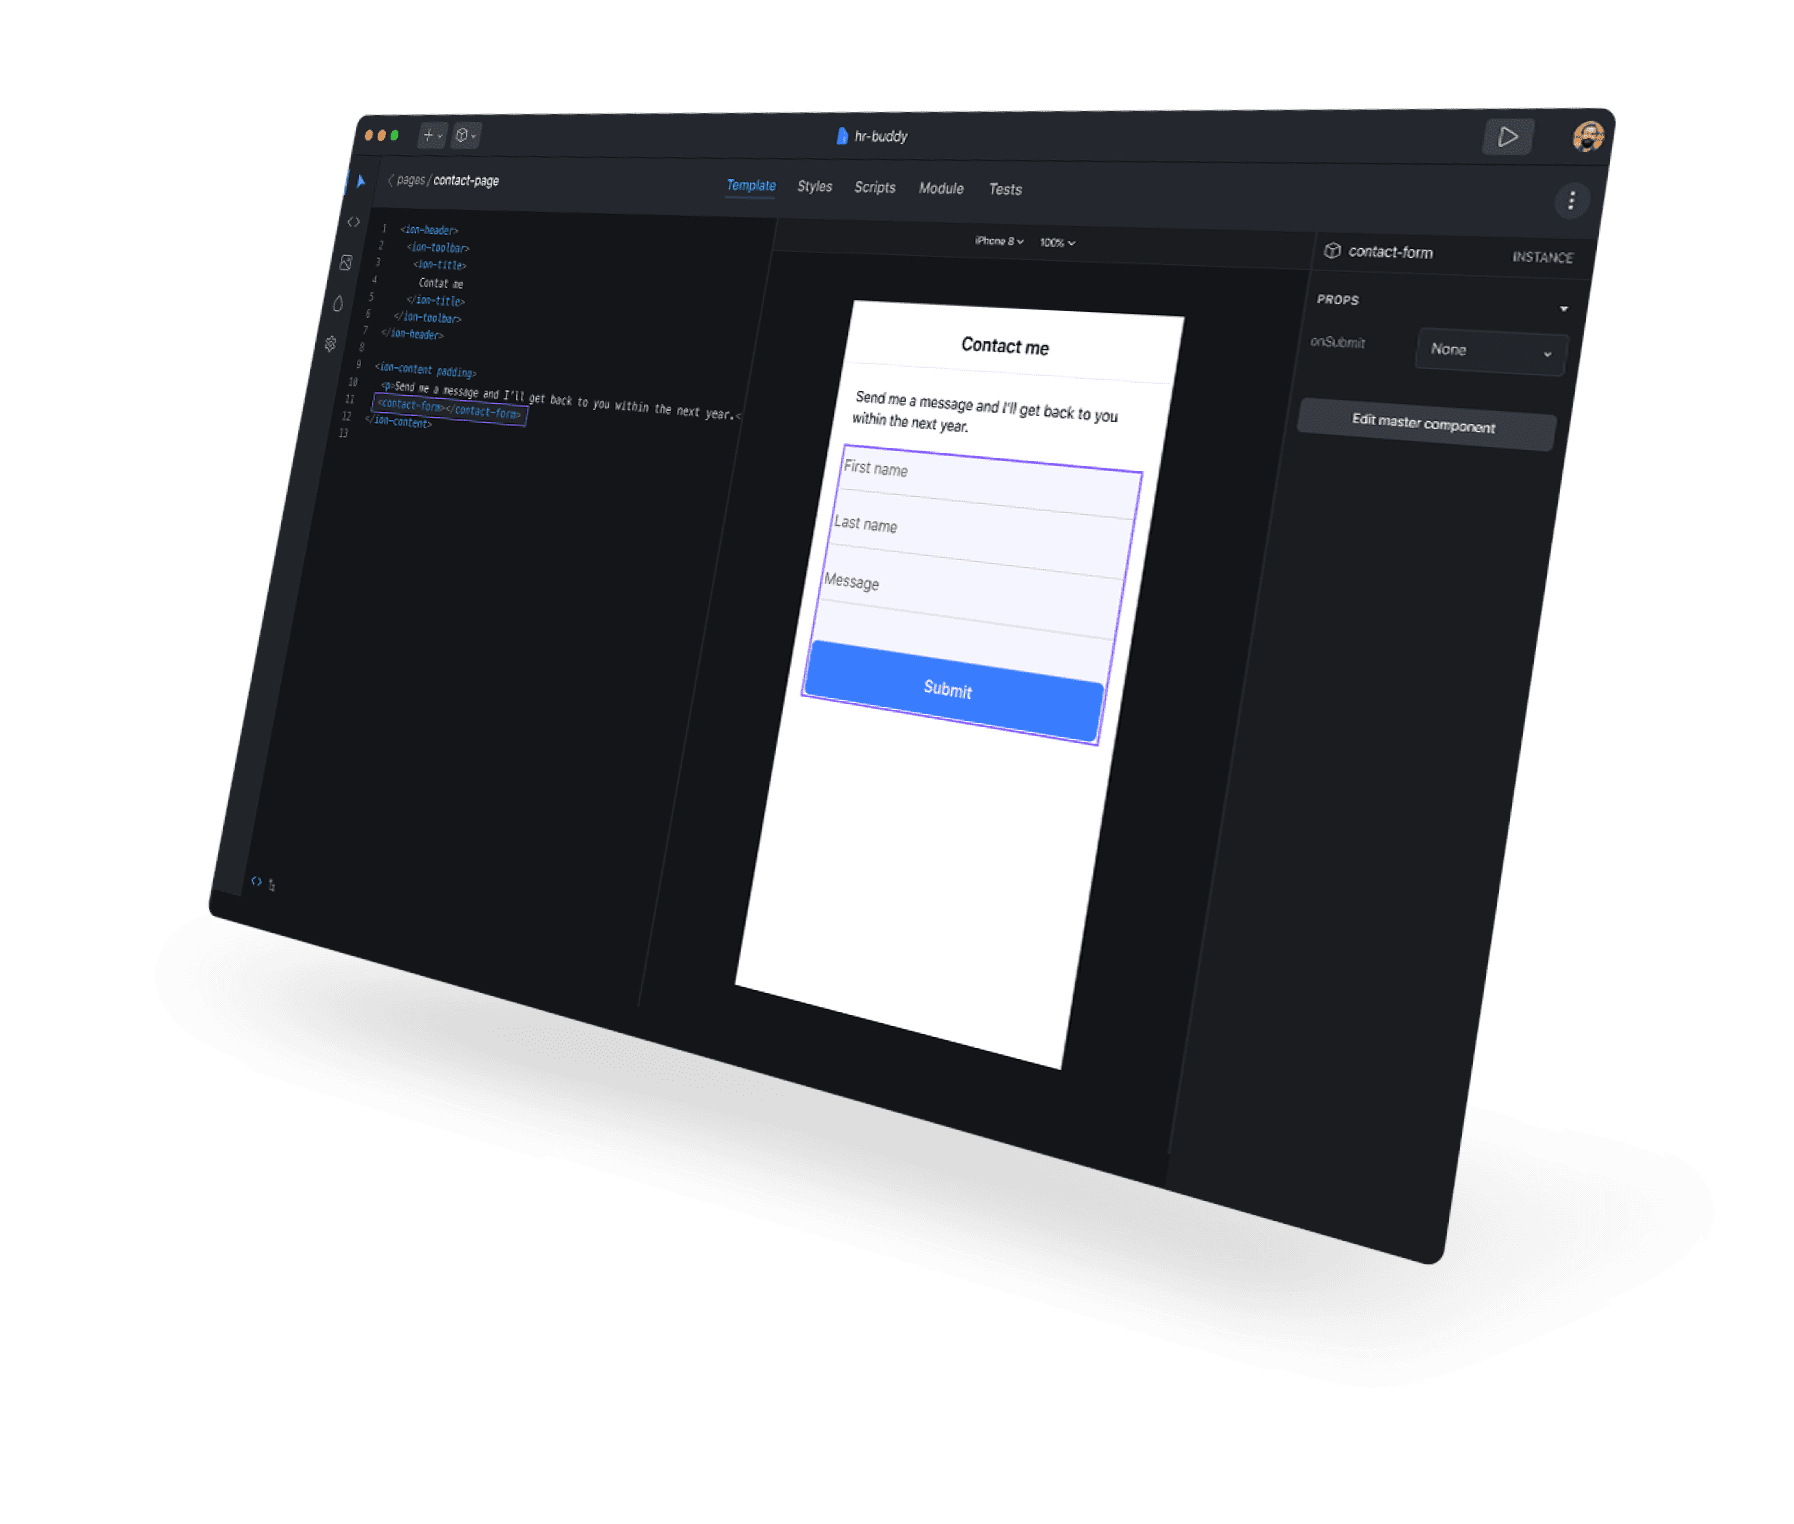 hr-buddy
pages / contact-page
Template Styles Scripts Module Tests
1 <ion-header>
2 <ion-toolbar>
3 <ion-title>
4 Contat me
5 </ion-title>
6 </ion-toolbar>
7 </ion-header>
8
9 <ion-content padding>
10 <p>Send me a message and I'll get back to you within the next year.<
11 <contact-form></contact-form>
12 </ion-content>
13
iPhone 8 100%
Contact me
Send me a message and I'll get back to you
within the next year.
First name
Last name
Message
Submit
contact-form INSTANCE
PROPS
onSubmit None
Edit master component